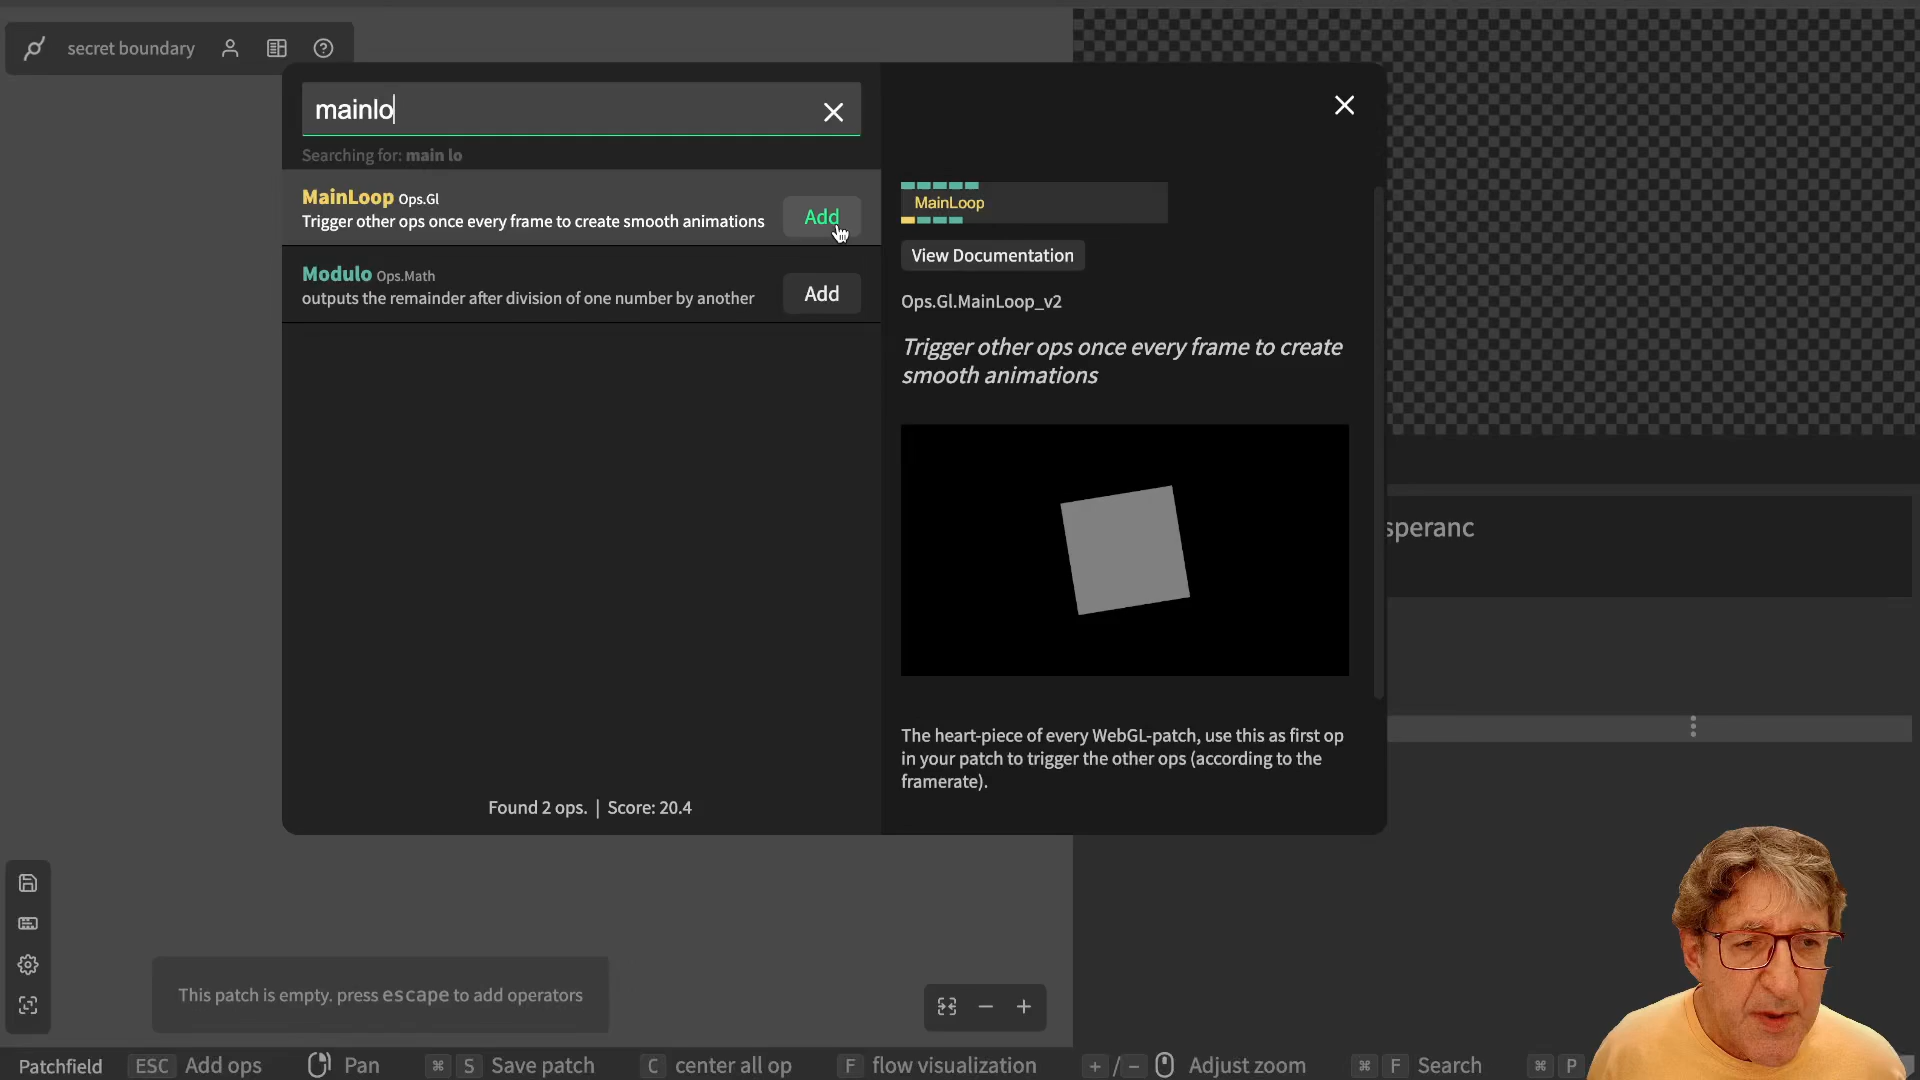 secret boundary
mainlo
Searching for: main lo
MainLoop Ops.Gl
Trigger other ops once every frame to create smooth animations
Add
Modulo Ops.Math
outputs the remainder after division of one number by another
Add
Found 2 ops. | Score: 20.4
MainLoop
View Documentation
Ops.Gl.MainLoop_v2
Trigger other ops once every frame to create
smooth animations
The heart-piece of every WebGL-patch, use this as first op
in your patch to trigger the other ops (according to the
framerate).
speranc
This patch is empty. press escape to add operators
Patchfield ESC Add ops Pan ⌘ S Save patch C center all op F flow visualization + / − Adjust zoom ⌘ F Search ⌘ P